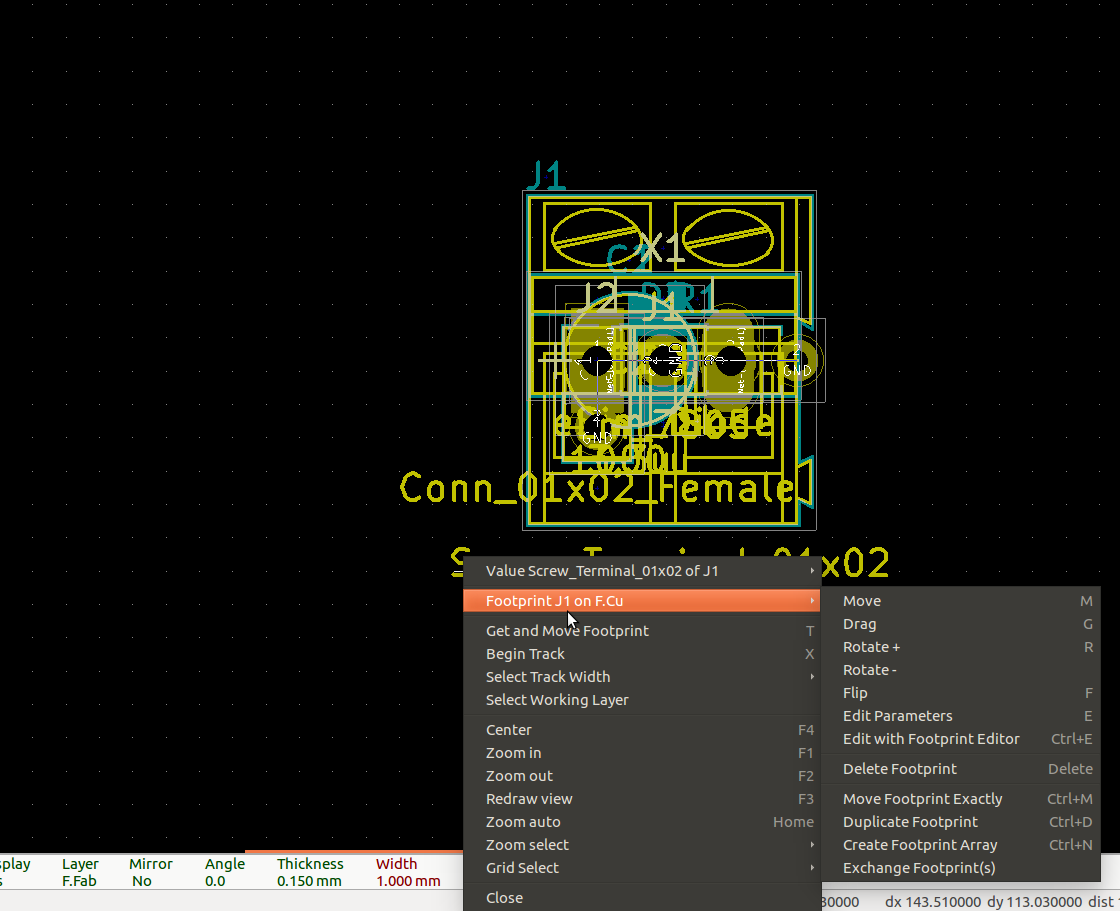 J1
X1
J2
J1
GND
GND
GND
Conn_01x02_Female
Value Screw_Terminal_01x02 of J1
Footprint J1 on F.Cu
Get and Move Footprint T
Begin Track X
Select Track Width
Select Working Layer
Center F4
Zoom in F1
Zoom out F2
Redraw view F3
Zoom auto Home
Zoom select
Grid Select
Close
Move M
Drag G
Rotate + R
Rotate -
Flip F
Edit Parameters E
Edit with Footprint Editor Ctrl+E
Delete Footprint Delete
Move Footprint Exactly Ctrl+M
Duplicate Footprint Ctrl+D
Create Footprint Array Ctrl+N
Exchange Footprint(s)
splay Layer Mirror Angle Thickness Width
s F.Fab No 0.0 0.150 mm 1.000 mm
30000 dx 143.510000 dy 113.030000 dist